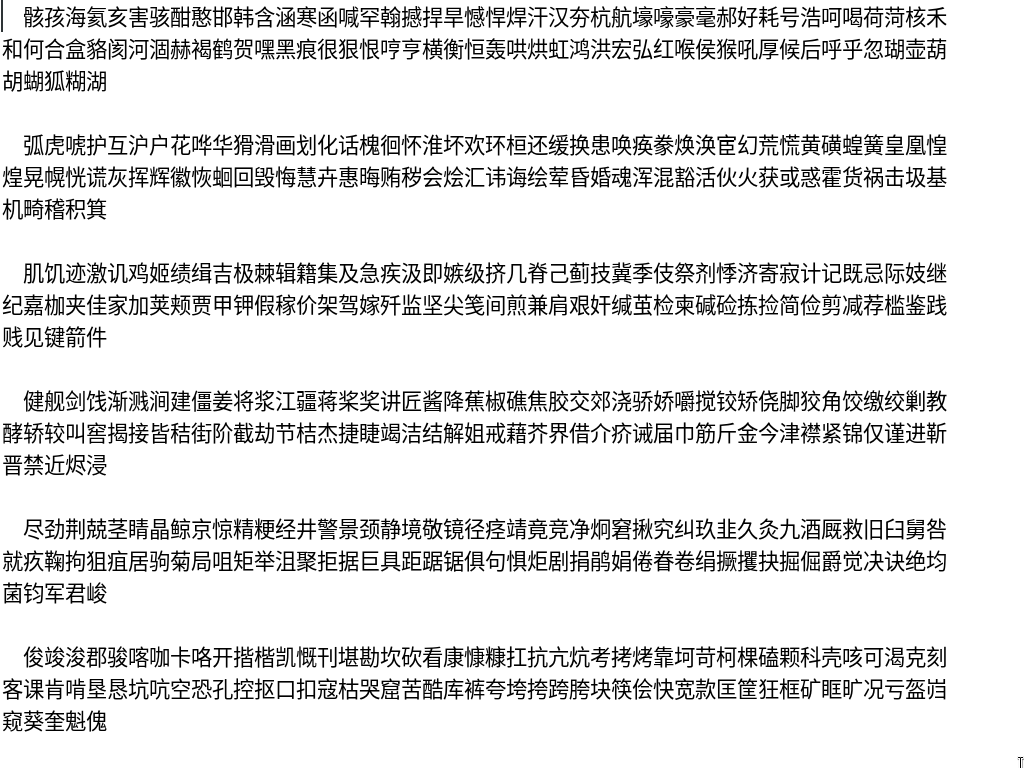 骸孩海氦亥害骇酣憨邯韩含涵寒函喊罕翰撼捍旱憾悍焊汗汉夯杭航壕嚎豪毫郝好耗号浩呵喝荷菏核禾
和何合盒貉阂河涸赫褐鹤贺嘿黑痕很狠恨哼亨横衡恒轰哄烘虹鸿洪宏弘红喉侯猴吼厚候后呼乎忽瑚壶葫
胡蝴狐糊湖
弧虎唬护互沪户花哗华猾滑画划化话槐徊怀淮坏欢环桓还缓换患唤痪豢焕涣宦幻荒慌黄磺蝗簧皇凰惶
煌晃幌恍谎灰挥辉徽恢蛔回毁悔慧卉惠晦贿秽会烩汇讳诲绘荤昏婚魂浑混豁活伙火获或惑霍货祸击圾基
机畸稽积箕
肌饥迹激讥鸡姬绩缉吉极棘辑籍集及急疾汲即嫉级挤几脊己蓟技冀季伎祭剂悸济寄寂计记既忌际妓继
纪嘉枷夹佳家加荚颊贾甲钾假稼价架驾嫁歼监坚尖笺间煎兼肩艰奸缄茧检柬碱硷拣捡简俭剪减荐槛鉴践
贱见键箭件
健舰剑饯渐溅涧建僵姜将浆江疆蒋桨奖讲匠酱降蕉椒礁焦胶交郊浇骄娇嚼搅铰矫侥脚狡角饺缴绞剿教
酵轿较叫窖揭接皆秸街阶截劫节桔杰捷睫竭洁结解姐戒藉芥界借介疥诫届巾筋斤金今津襟紧锦仅谨进靳
晋禁近烬浸
尽劲荆兢茎睛晶鲸京惊精粳经井警景颈静境敬镜径痉靖竟竞净炯窘揪究纠玖韭久灸九酒厩救旧臼舅咎
就疚鞠拘狙疽居驹菊局咀矩举沮聚拒据巨具距踞锯俱句惧炬剧捐鹃娟倦眷卷绢撅攫抉掘倔爵觉决诀绝均
菌钧军君峻
俊竣浚郡骏喀咖卡咯开揩楷凯慨刊堪勘坎砍看康慷糠扛抗亢炕考拷烤靠坷苛柯棵磕颗科壳咳可渴克刻
客课肯啃垦恳坑吭空恐孔控抠口扣寇枯哭窟苦酷库裤夸垮挎跨胯块筷侩快宽款匡筐狂框矿眶旷况亏盔岿
窥葵奎魁傀